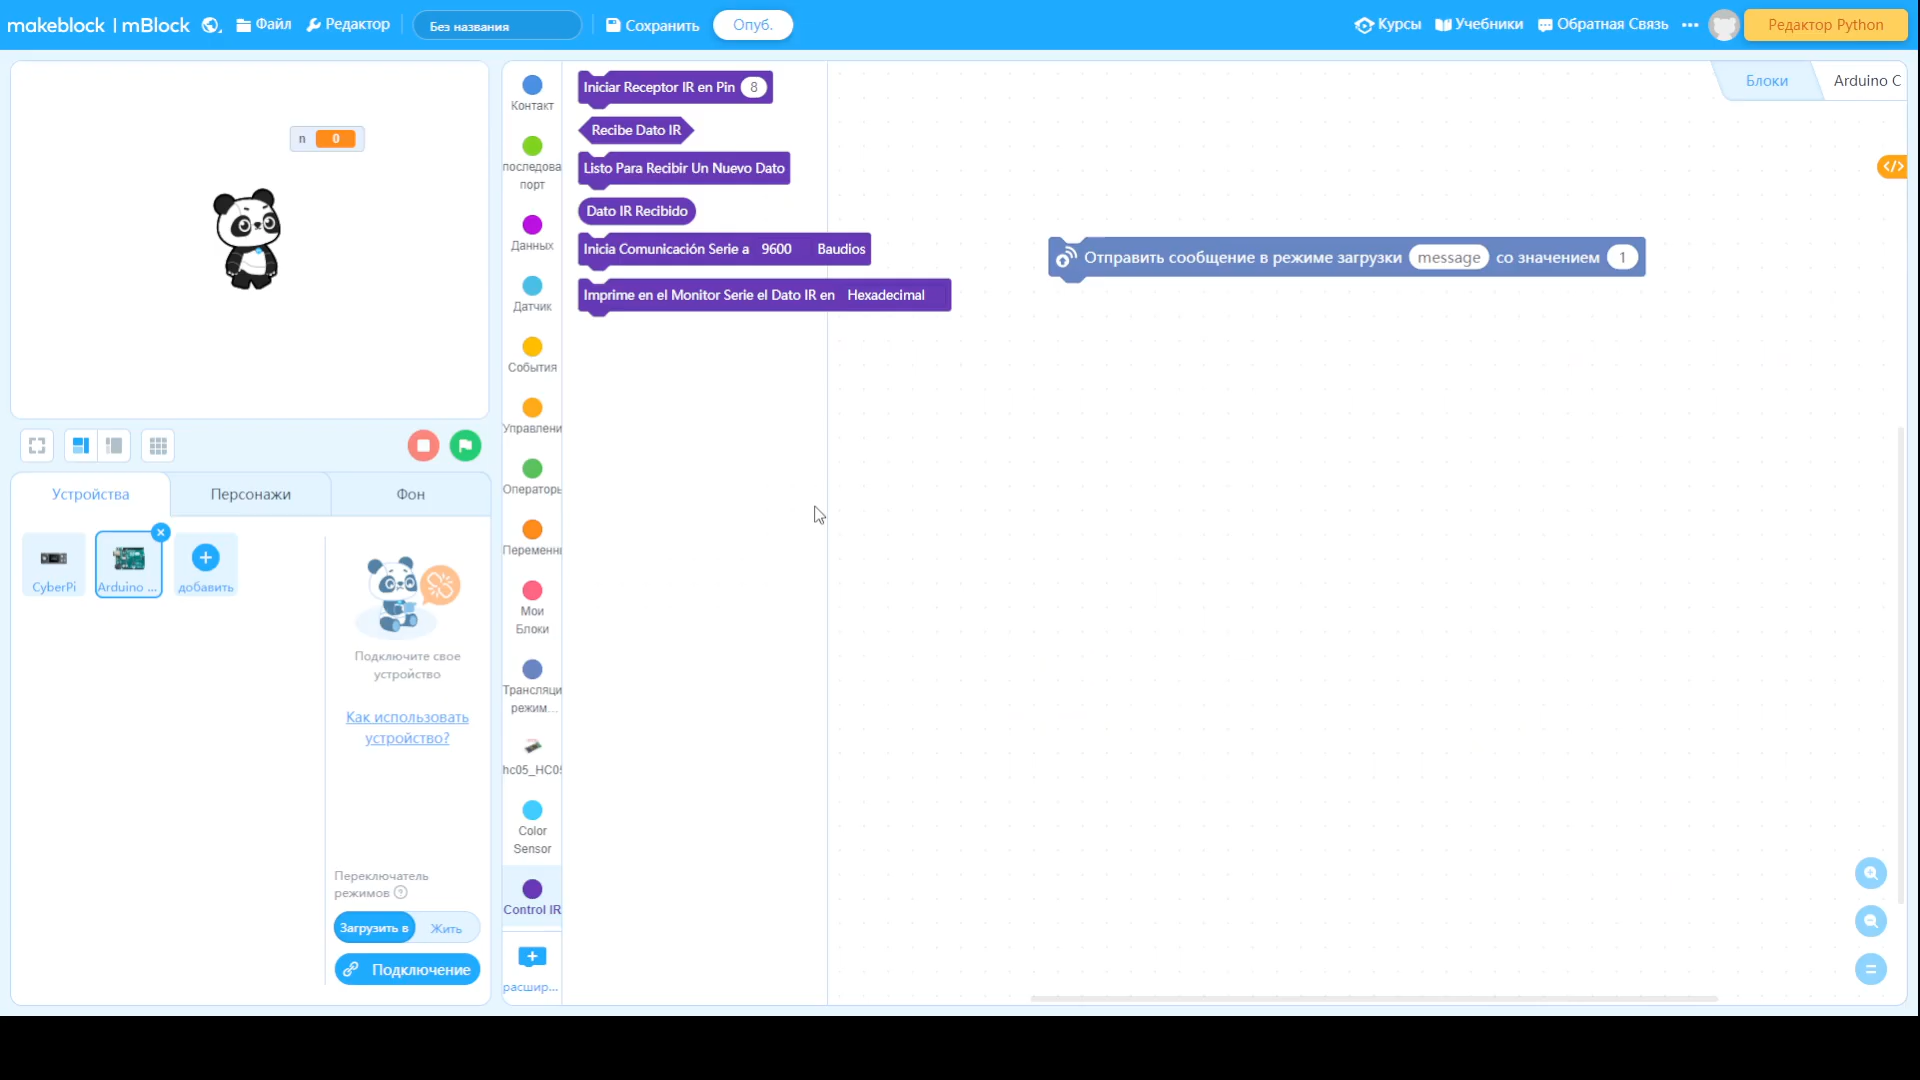 makeblock | mBlock
Файл
Редактор
Без названия
Сохранить
Опуб.
Курсы
Учебники
Обратная Связь
Редактор Python
n 0
Устройства
Персонажи
Фон
CyberPi
Arduino ...
добавить
Подключите свое
устройство
Как использовать
устройство?
Переключатель
режимов ?
Загрузить в
Жить
Подключение
Контакт
последова
порт
Данных
Датчик
События
Управлени
Операторы
Переменны
Мои
Блоки
Трансляци
режим...
hc05_HC05
Color
Sensor
Control IR
расшир...
Iniciar Receptor IR en Pin 8
Recibe Dato IR
Listo Para Recibir Un Nuevo Dato
Dato IR Recibido
Inicia Comunicación Serie a 9600 Baudios
Imprime en el Monitor Serie el Dato IR en Hexadecimal
Отправить сообщение в режиме загрузки message со значением 1
Блоки
Arduino C